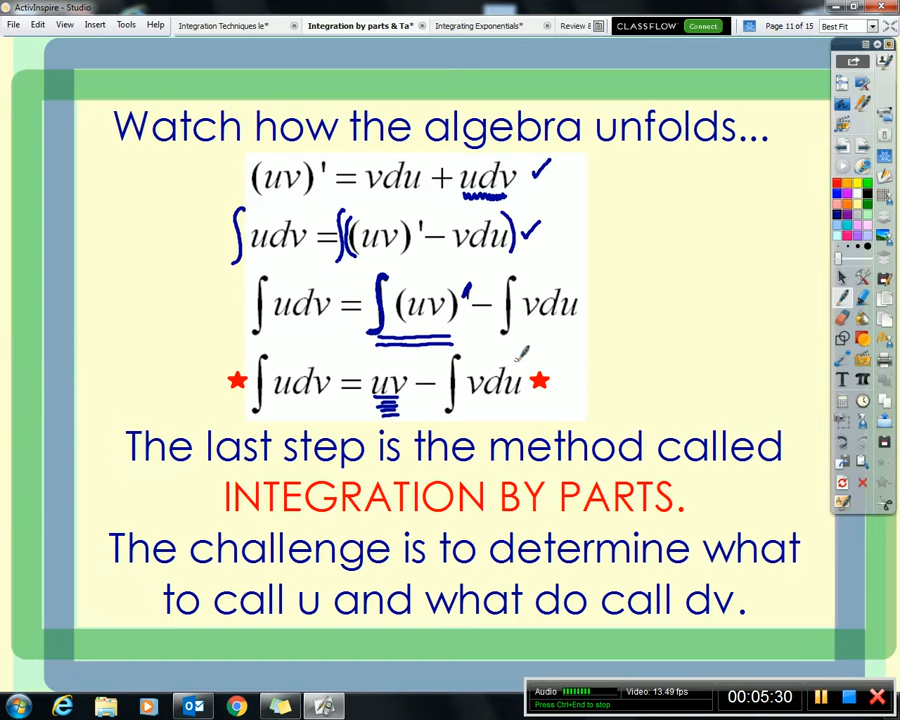 ActivInspire - Studio
File Edit View Insert Tools Help
Integration Techniques le*
Integration by parts & Ta*
Integrating Exponentials*
Review &
CLASSFLOW Connect
Page 11 of 15
Best Fit
Watch how the algebra unfolds...
(uv)' = vdu + udv ✓
∫ udv = ∫((uv)' − vdu) ✓
∫ udv = ∫ (uv)' − ∫ vdu
★ ∫ udv = uv − ∫ vdu ★
The last step is the method called
INTEGRATION BY PARTS.
The challenge is to determine what
to call u and what do call dv.
Audio Video: 13.49 fps
Press Ctrl+End to stop
00:05:30